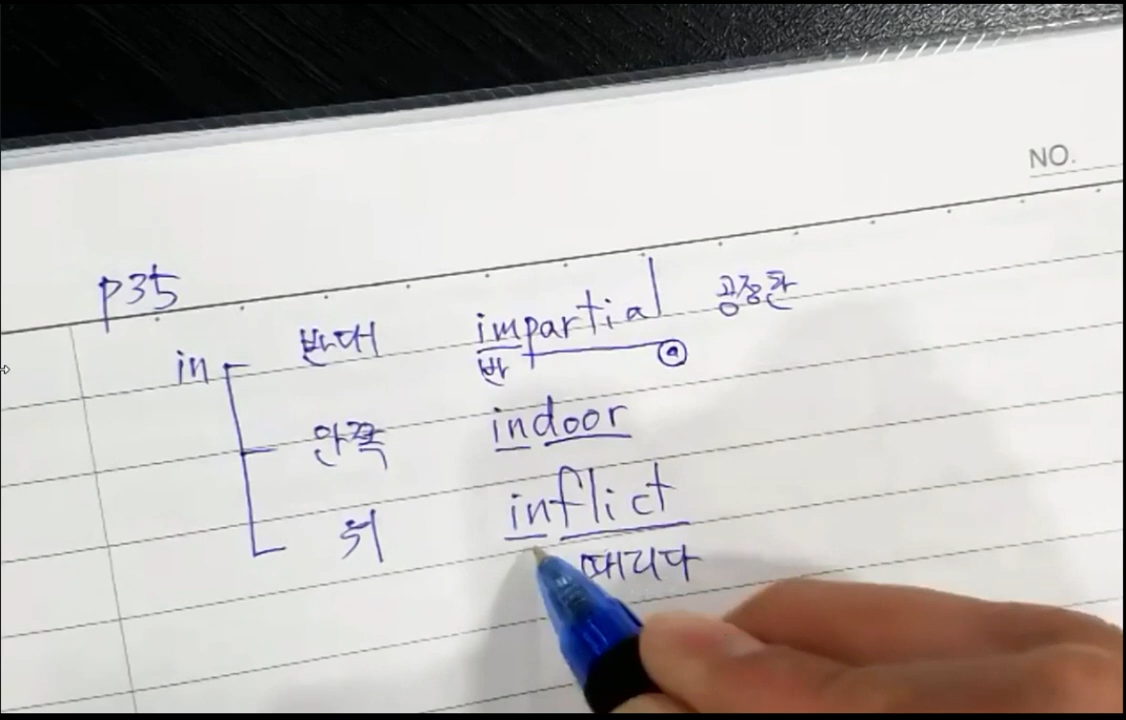 NO.
p35
in 반대 impartial 공정한
반 ⓐ
안쪽 indoor
위 inflict
때리다